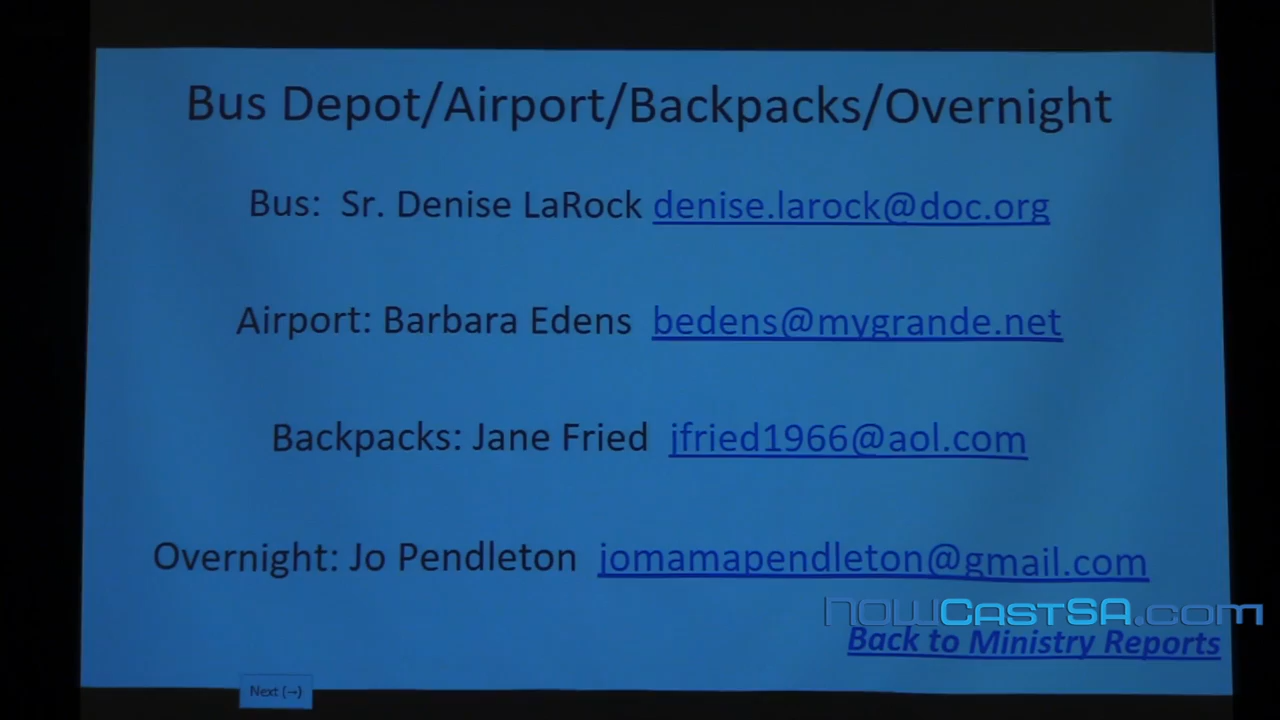 Bus Depot/Airport/Backpacks/Overnight
Bus: Sr. Denise LaRock denise.larock@doc.org
Airport: Barbara Edens bedens@mygrande.net
Backpacks: Jane Fried jfried1966@aol.com
Overnight: Jo Pendleton jomamapendleton@gmail.com
NOWCastSA.com
Back to Ministry Reports
Next (→)